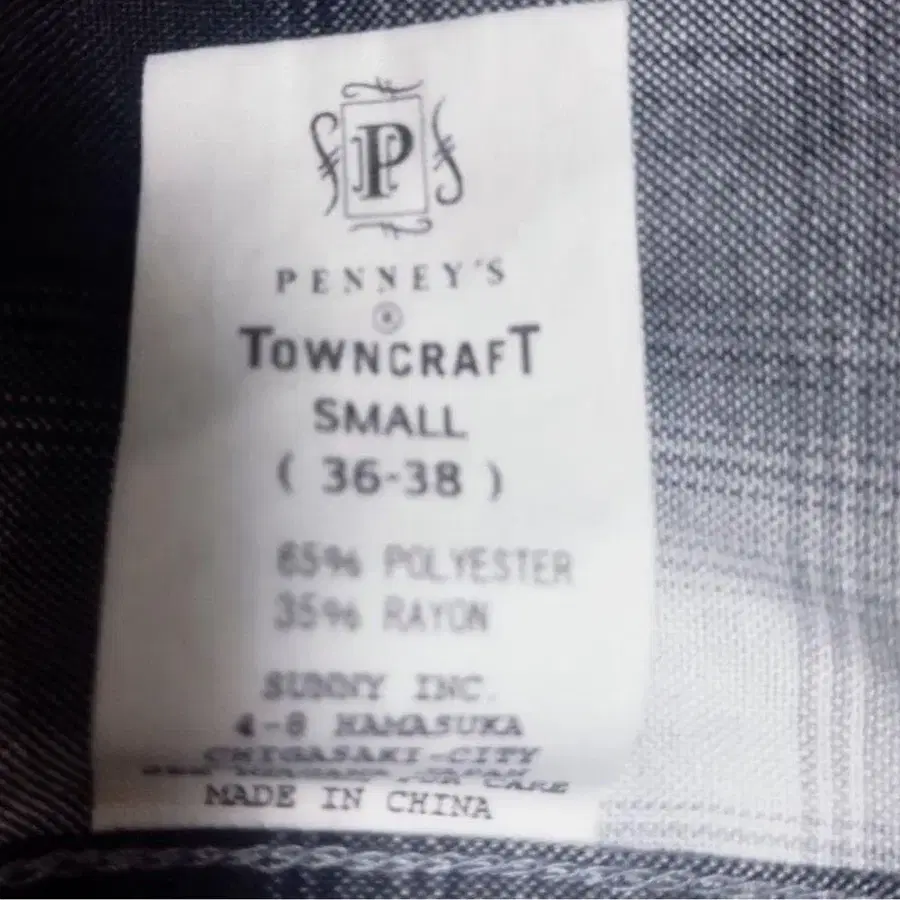 P
PENNEY'S
®
TOWNCRAFT
SMALL
( 36-38 )
65% POLYESTER
35% RAYON
SUNNY INC.
4-8 HAMASUKA
CHIGASAKI-CITY
CARE
MADE IN CHINA